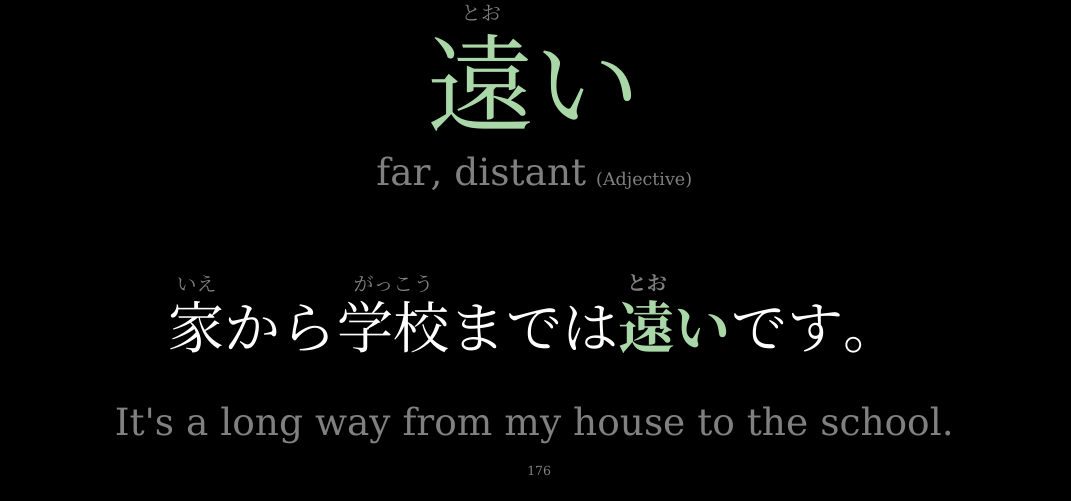 とお
遠い
far, distant (Adjective)
いえ がっこう とお
家から学校までは遠いです。
It's a long way from my house to the school.
176